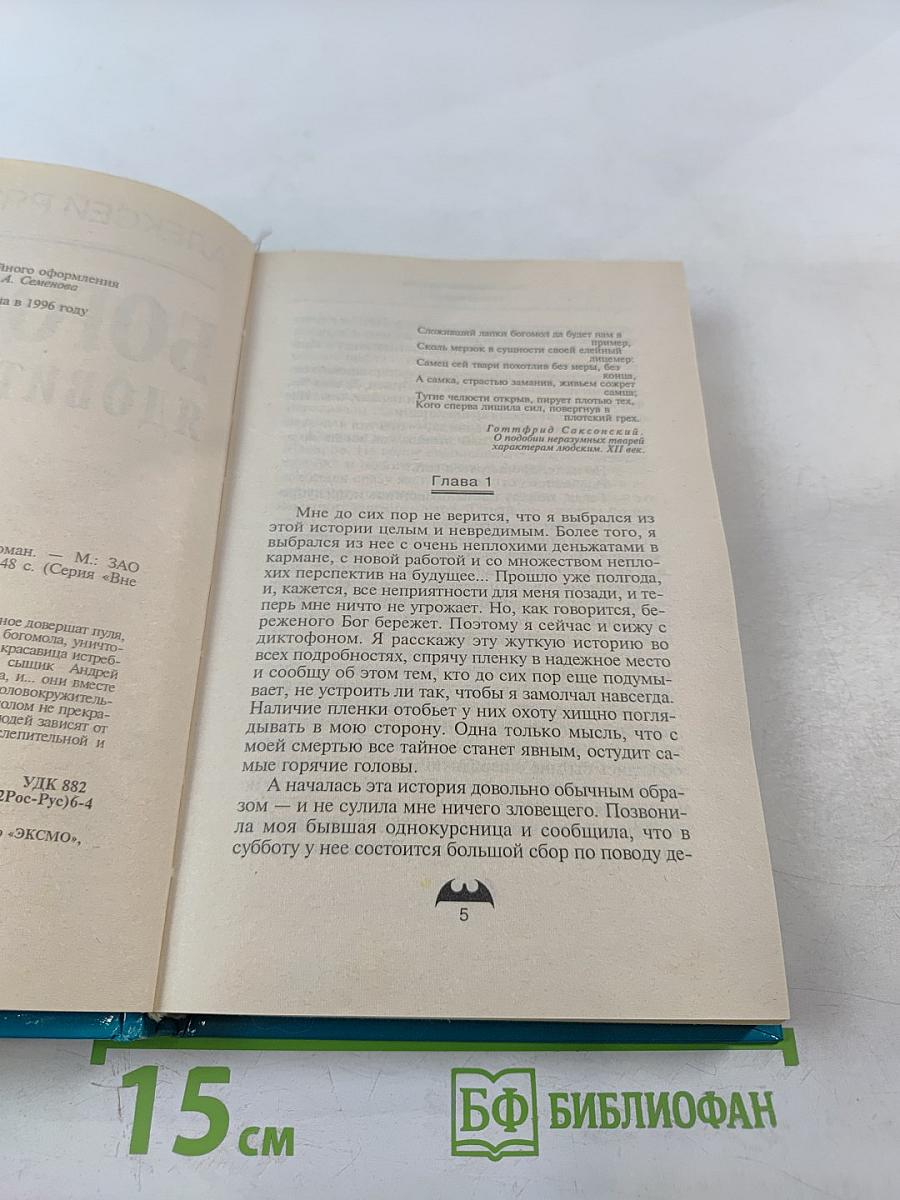 АЛЕКСЕЙ
йного оформления
А. Семенова
на в 1996 году
роман. — М.: ЗАО
48 с. (Серия «Вне
ное довершат пуля,
богомола, уничто-
красавица истреб-
сыщик Андрей
а, и... они вместе
оловокружитель-
олом не прекра-
юдей зависят от
слепительной и
УДК 882
2Рос-Рус)6-4
о «ЭКСМО»,
Сложивший лапки богомол да будет нам в
пример,
Сколь мерзок в сущности своей елейный
лицемер:
Самец сей твари похотлив без меры, без
конца,
А самка, страстью заманив, живьем сожрет
самца;
Тугие челюсти открыв, пирует плотью тех,
Кого сперва лишила сил, повергнув в
плотский грех.
Готтфрид Саксонский.
О подобии неразумных тварей
характерам людским. XII век.
Глава 1
Мне до сих пор не верится, что я выбрался из
этой истории целым и невредимым. Более того, я
выбрался из нее с очень неплохими деньжатами в
кармане, с новой работой и со множеством непло-
хих перспектив на будущее... Прошло уже полгода,
и, кажется, все неприятности для меня позади, и те-
перь мне ничто не угрожает. Но, как говорится, бе-
реженого Бог бережет. Поэтому я сейчас и сижу с
диктофоном. Я расскажу эту жуткую историю во
всех подробностях, спрячу пленку в надежное место
и сообщу об этом тем, кто до сих пор еще подумы-
вает, не устроить ли так, чтобы я замолчал навсегда.
Наличие пленки отобьет у них охоту хищно погля-
дывать в мою сторону. Одна только мысль, что с
моей смертью все тайное станет явным, остудит са-
мые горячие головы.
А началась эта история довольно обычным обра-
зом — и не сулила мне ничего зловещего. Позвони-
ла моя бывшая однокурсница и сообщила, что в
субботу у нее состоится большой сбор по поводу де-
5
15 см
БФ БИБЛИОФАН